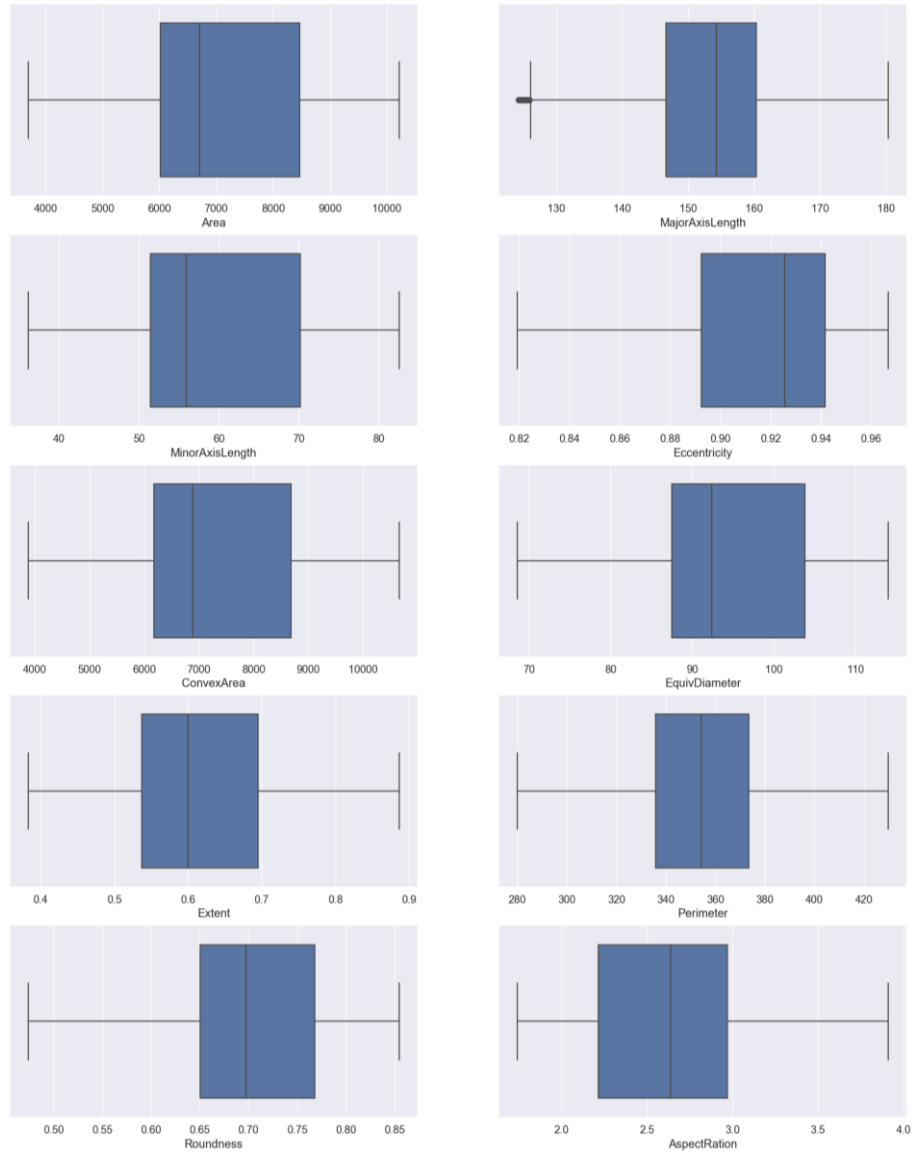 4000 5000 6000 7000 8000 9000 10000
Area
130 140 150 160 170 180
MajorAxisLength
40 50 60 70 80
MinorAxisLength
0.82 0.84 0.86 0.88 0.90 0.92 0.94 0.96
Eccentricity
4000 5000 6000 7000 8000 9000 10000
ConvexArea
70 80 90 100 110
EquivDiameter
0.4 0.5 0.6 0.7 0.8 0.9
Extent
280 300 320 340 360 380 400 420
Perimeter
0.50 0.55 0.60 0.65 0.70 0.75 0.80 0.85
Roundness
2.0 2.5 3.0 3.5 4.0
AspectRation